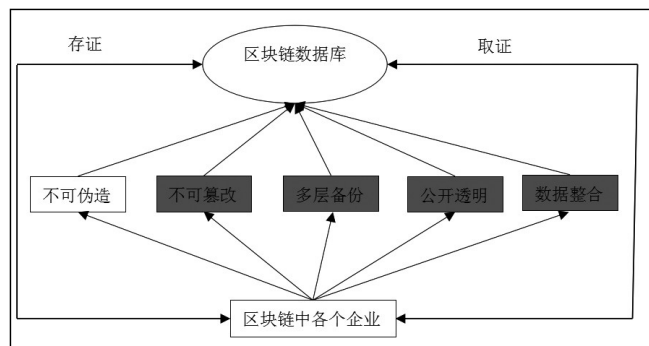 存证
区块链数据库
取证
不可伪造
不可篡改
多层备份
公开透明
数据整合
区块链中各个企业